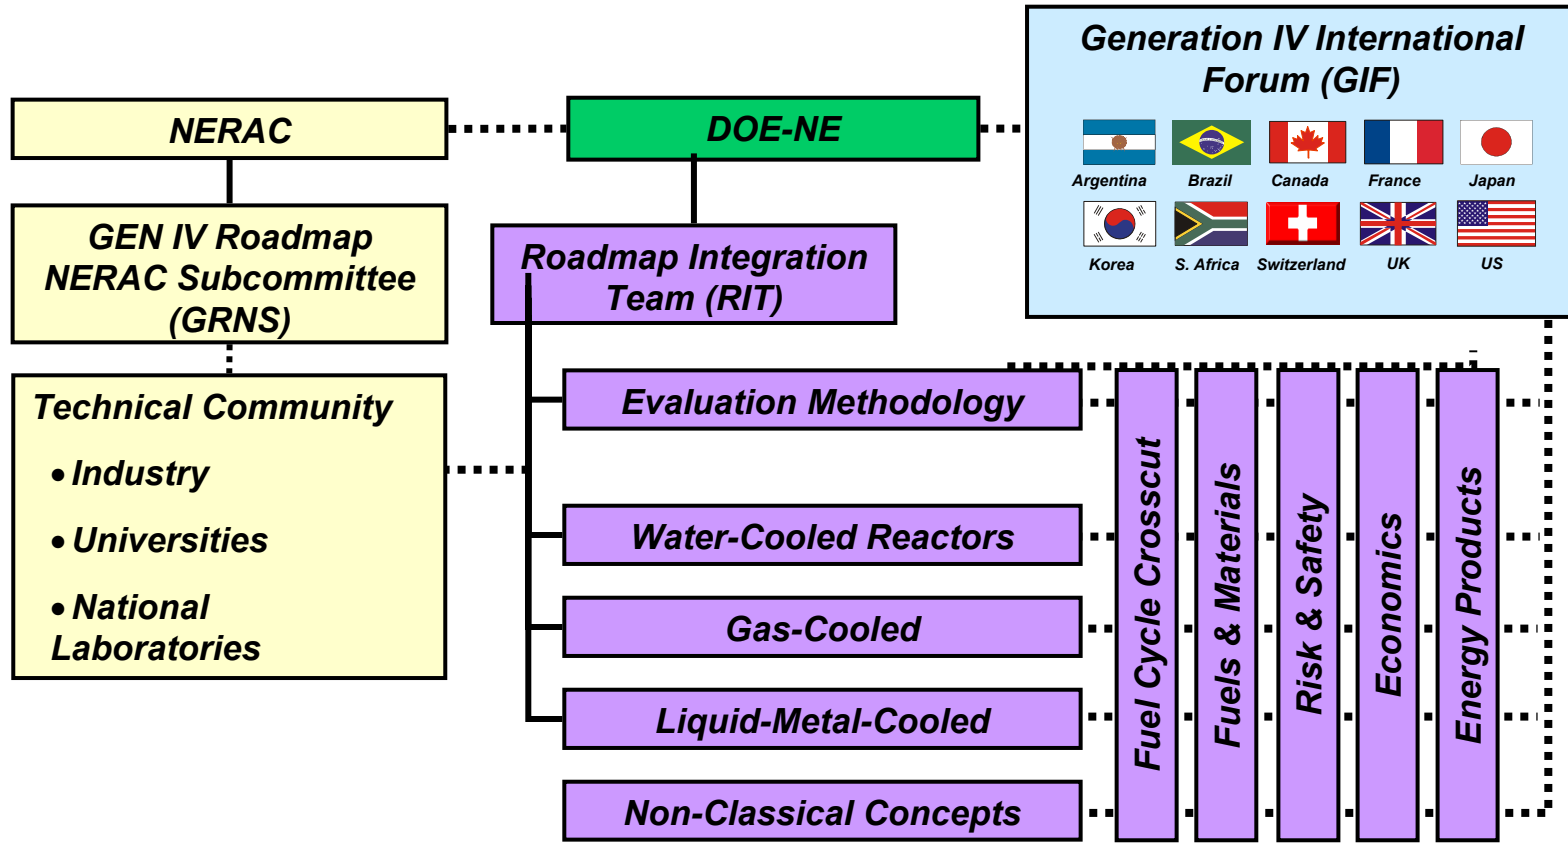 Generation IV International
Forum (GIF)
Argentina
Brazil
Canada
France
Japan
Korea
S. Africa
Switzerland
UK
US
NERAC
DOE-NE
GEN IV Roadmap
NERAC Subcommittee
(GRNS)
Roadmap Integration
Team (RIT)
Technical Community
• Industry
• Universities
• National
Laboratories
Evaluation Methodology
Water-Cooled Reactors
Gas-Cooled
Liquid-Metal-Cooled
Non-Classical Concepts
Fuel Cycle Crosscut
Fuels & Materials
Risk & Safety
Economics
Energy Products